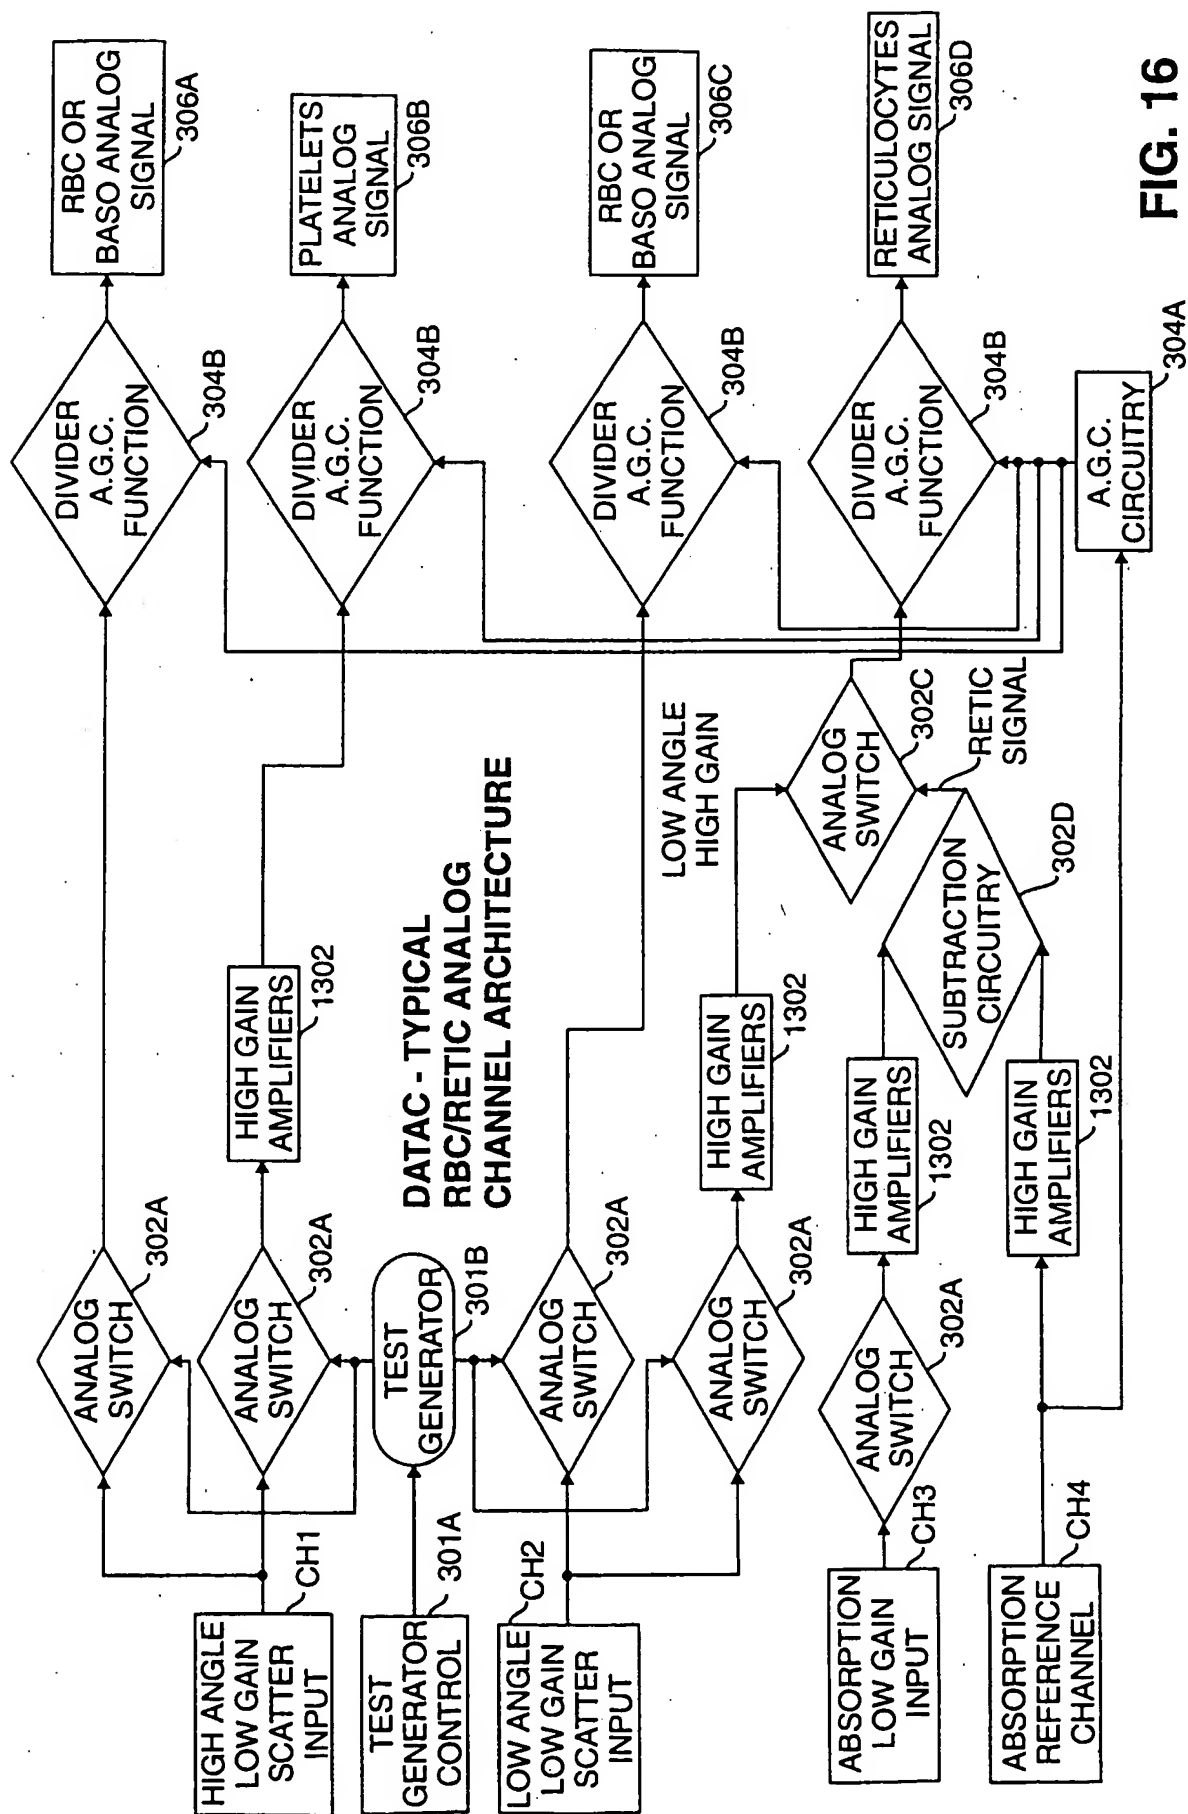 HIGH ANGLE
LOW GAIN
SCATTER
INPUT
CH1
ANALOG
SWITCH
302A
ANALOG
SWITCH
302A
HIGH GAIN
AMPLIFIERS
1302
DIVIDER
A.G.C.
FUNCTION
304B
RBC OR
BASO ANALOG
SIGNAL
306A
DIVIDER
A.G.C.
FUNCTION
304B
PLATELETS
ANALOG
SIGNAL
306B
TEST
GENERATOR
CONTROL
301A
TEST
GENERATOR
301B
DATAC - TYPICAL
RBC/RETIC ANALOG
CHANNEL ARCHITECTURE
LOW ANGLE
LOW GAIN
SCATTER
INPUT
CH2
ANALOG
SWITCH
302A
ANALOG
SWITCH
302A
HIGH GAIN
AMPLIFIERS
1302
LOW ANGLE
HIGH GAIN
DIVIDER
A.G.C.
FUNCTION
304B
RBC OR
BASO ANALOG
SIGNAL
306C
ANALOG
SWITCH
302C
RETIC
SIGNAL
DIVIDER
A.G.C.
FUNCTION
304B
RETICULOCYTES
ANALOG SIGNAL
306D
ABSORPTION
LOW GAIN
INPUT
CH3
ANALOG
SWITCH
302A
HIGH GAIN
AMPLIFIERS
1302
SUBTRACTION
CIRCUITRY
302D
ABSORPTION
REFERENCE
CHANNEL
CH4
HIGH GAIN
AMPLIFIERS
1302
A.G.C.
CIRCUITRY
304A
FIG. 16